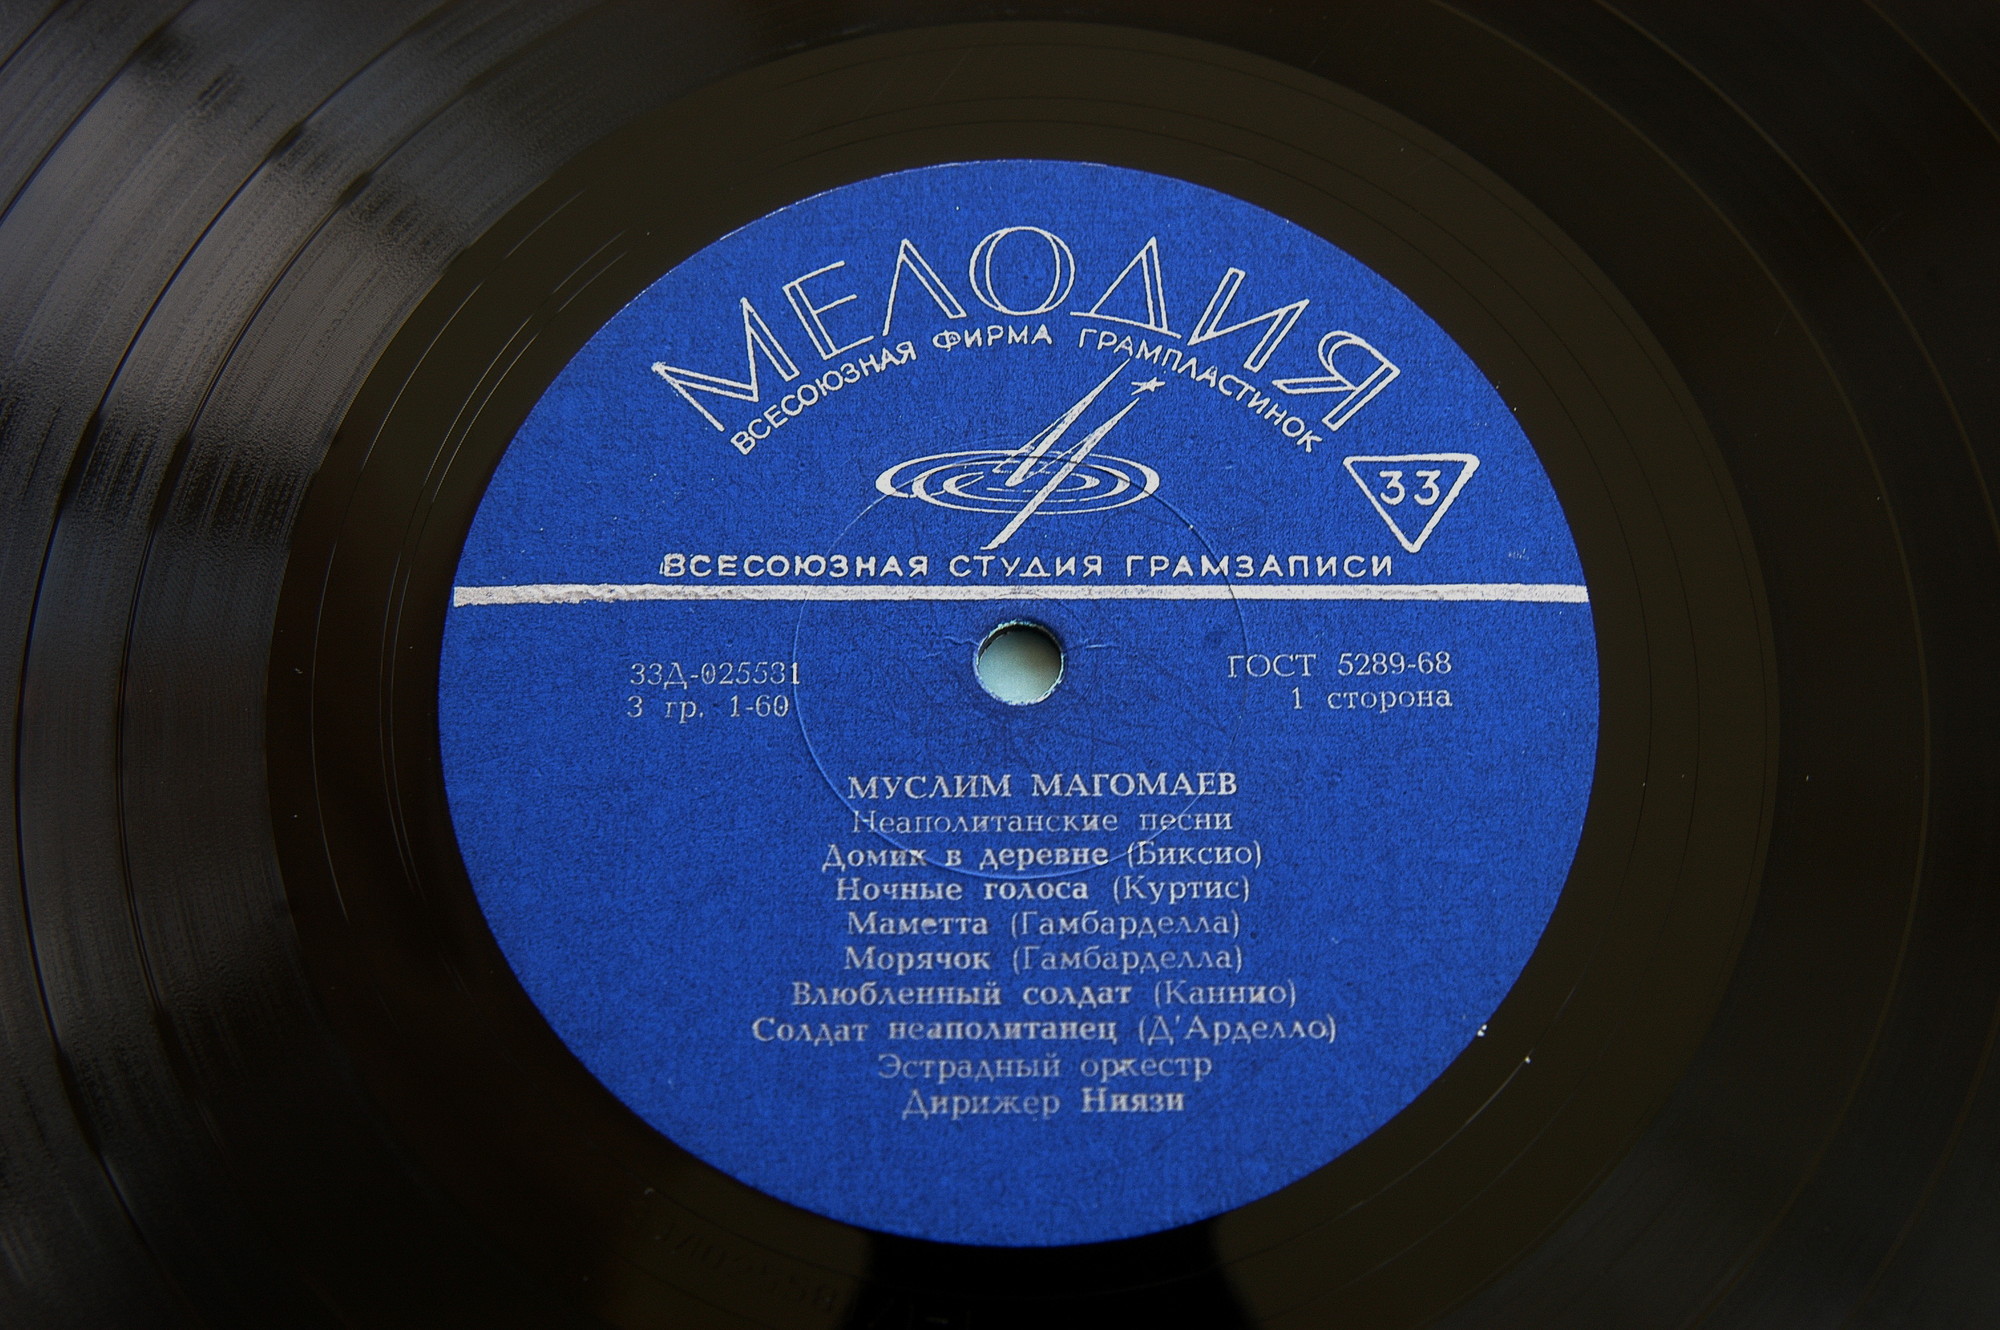 МЕЛОДИЯ
ВСЕСОЮЗНАЯ ФИРМА ГРАМПЛАСТИНОК
33
ВСЕСОЮЗНАЯ СТУДИЯ ГРАМЗАПИСИ
33Д-025531 ГОСТ 5289-68
3 гр. 1-60 1 сторона
МУСЛИМ МАГОМАЕВ
Неаполитанские песни
Домик в деревне (Биксио)
Ночные голоса (Куртис)
Маметта (Гамбарделла)
Морячок (Гамбарделла)
Влюбленный солдат (Каннио)
Солдат неаполитанец (Д'Арделло)
Эстрадный оркестр
Дирижер Ниязи